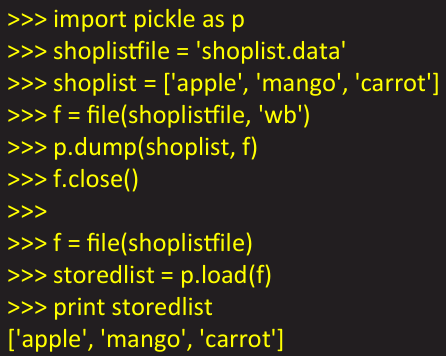 >>> import pickle as p
>>> shoplistfile = 'shoplist.data'
>>> shoplist = ['apple', 'mango', 'carrot']
>>> f = file(shoplistfile, 'wb')
>>> p.dump(shoplist, f)
>>> f.close()
>>>
>>> f = file(shoplistfile)
>>> storedlist = p.load(f)
>>> print storedlist
['apple', 'mango', 'carrot']